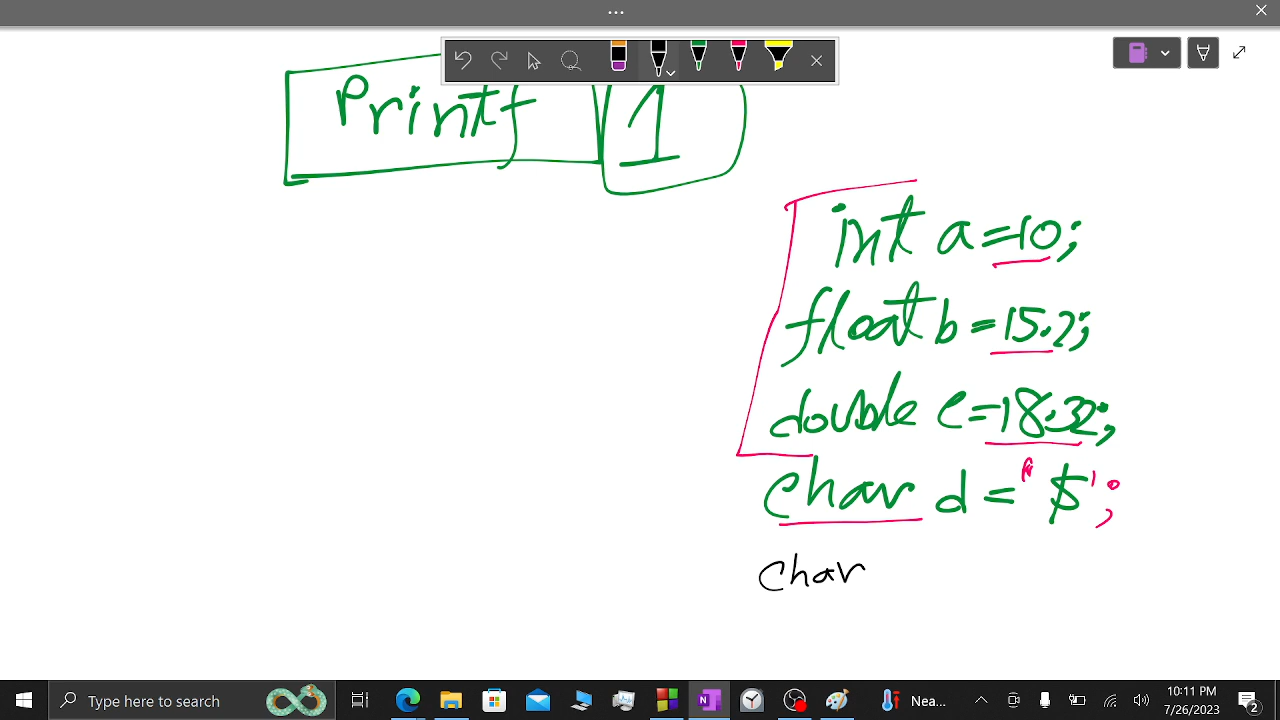 Printf 1
int a=10;
float b=15.2;
double c=18.32;
char d='$';
char
Type here to search
Nea...
10:11 PM
7/26/2023
2